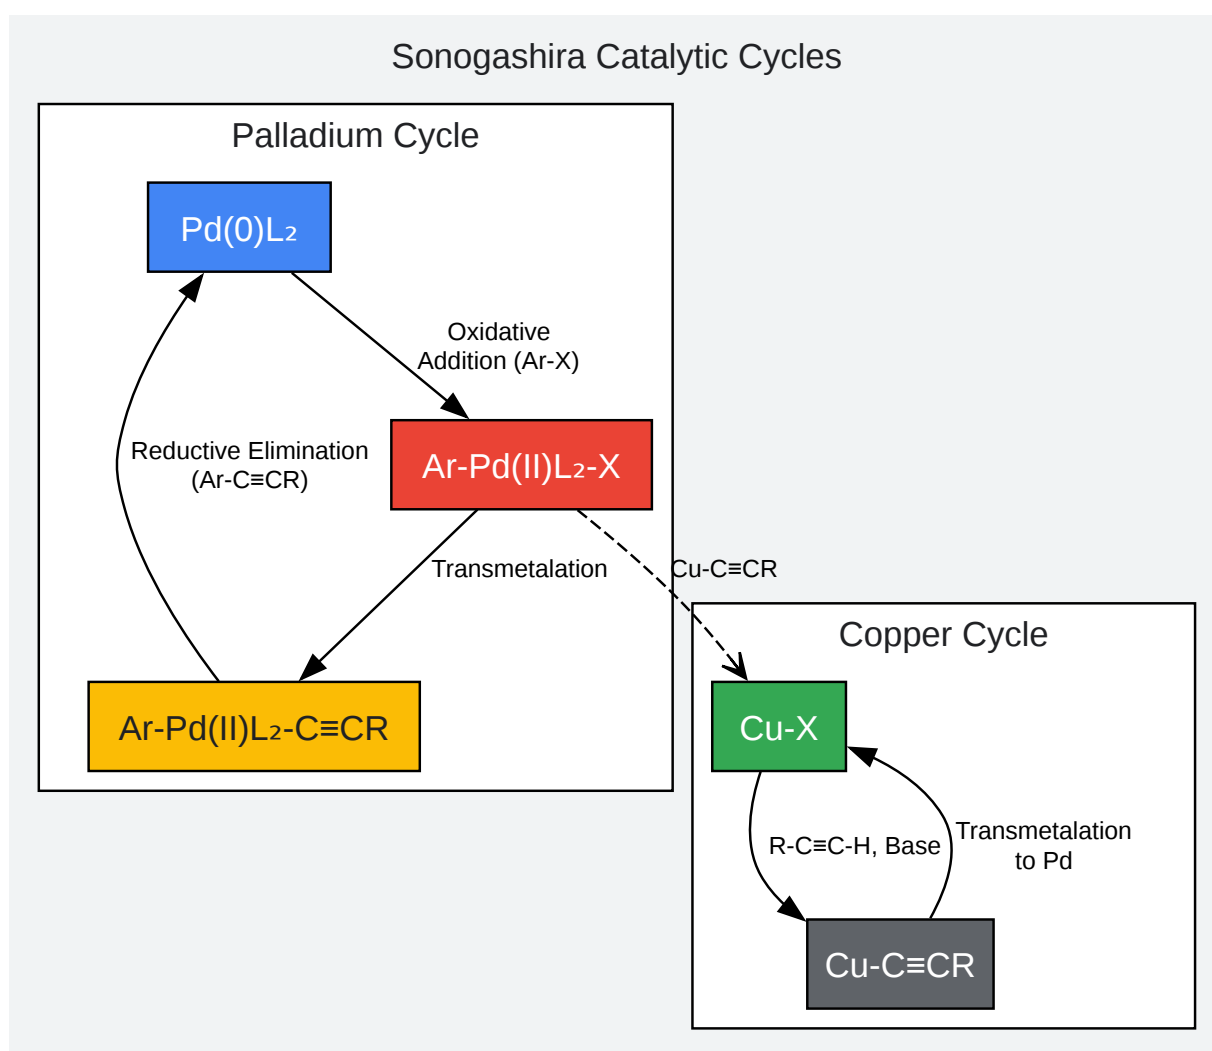 Sonogashira Catalytic Cycles
Palladium Cycle
Pd(0)L₂
Oxidative
Addition (Ar-X)
Reductive Elimination
(Ar-C≡CR)
Ar-Pd(II)L₂-X
Transmetalation
Cu-C≡CR
Ar-Pd(II)L₂-C≡CR
Copper Cycle
Cu-X
R-C≡C-H, Base
Transmetalation
to Pd
Cu-C≡CR